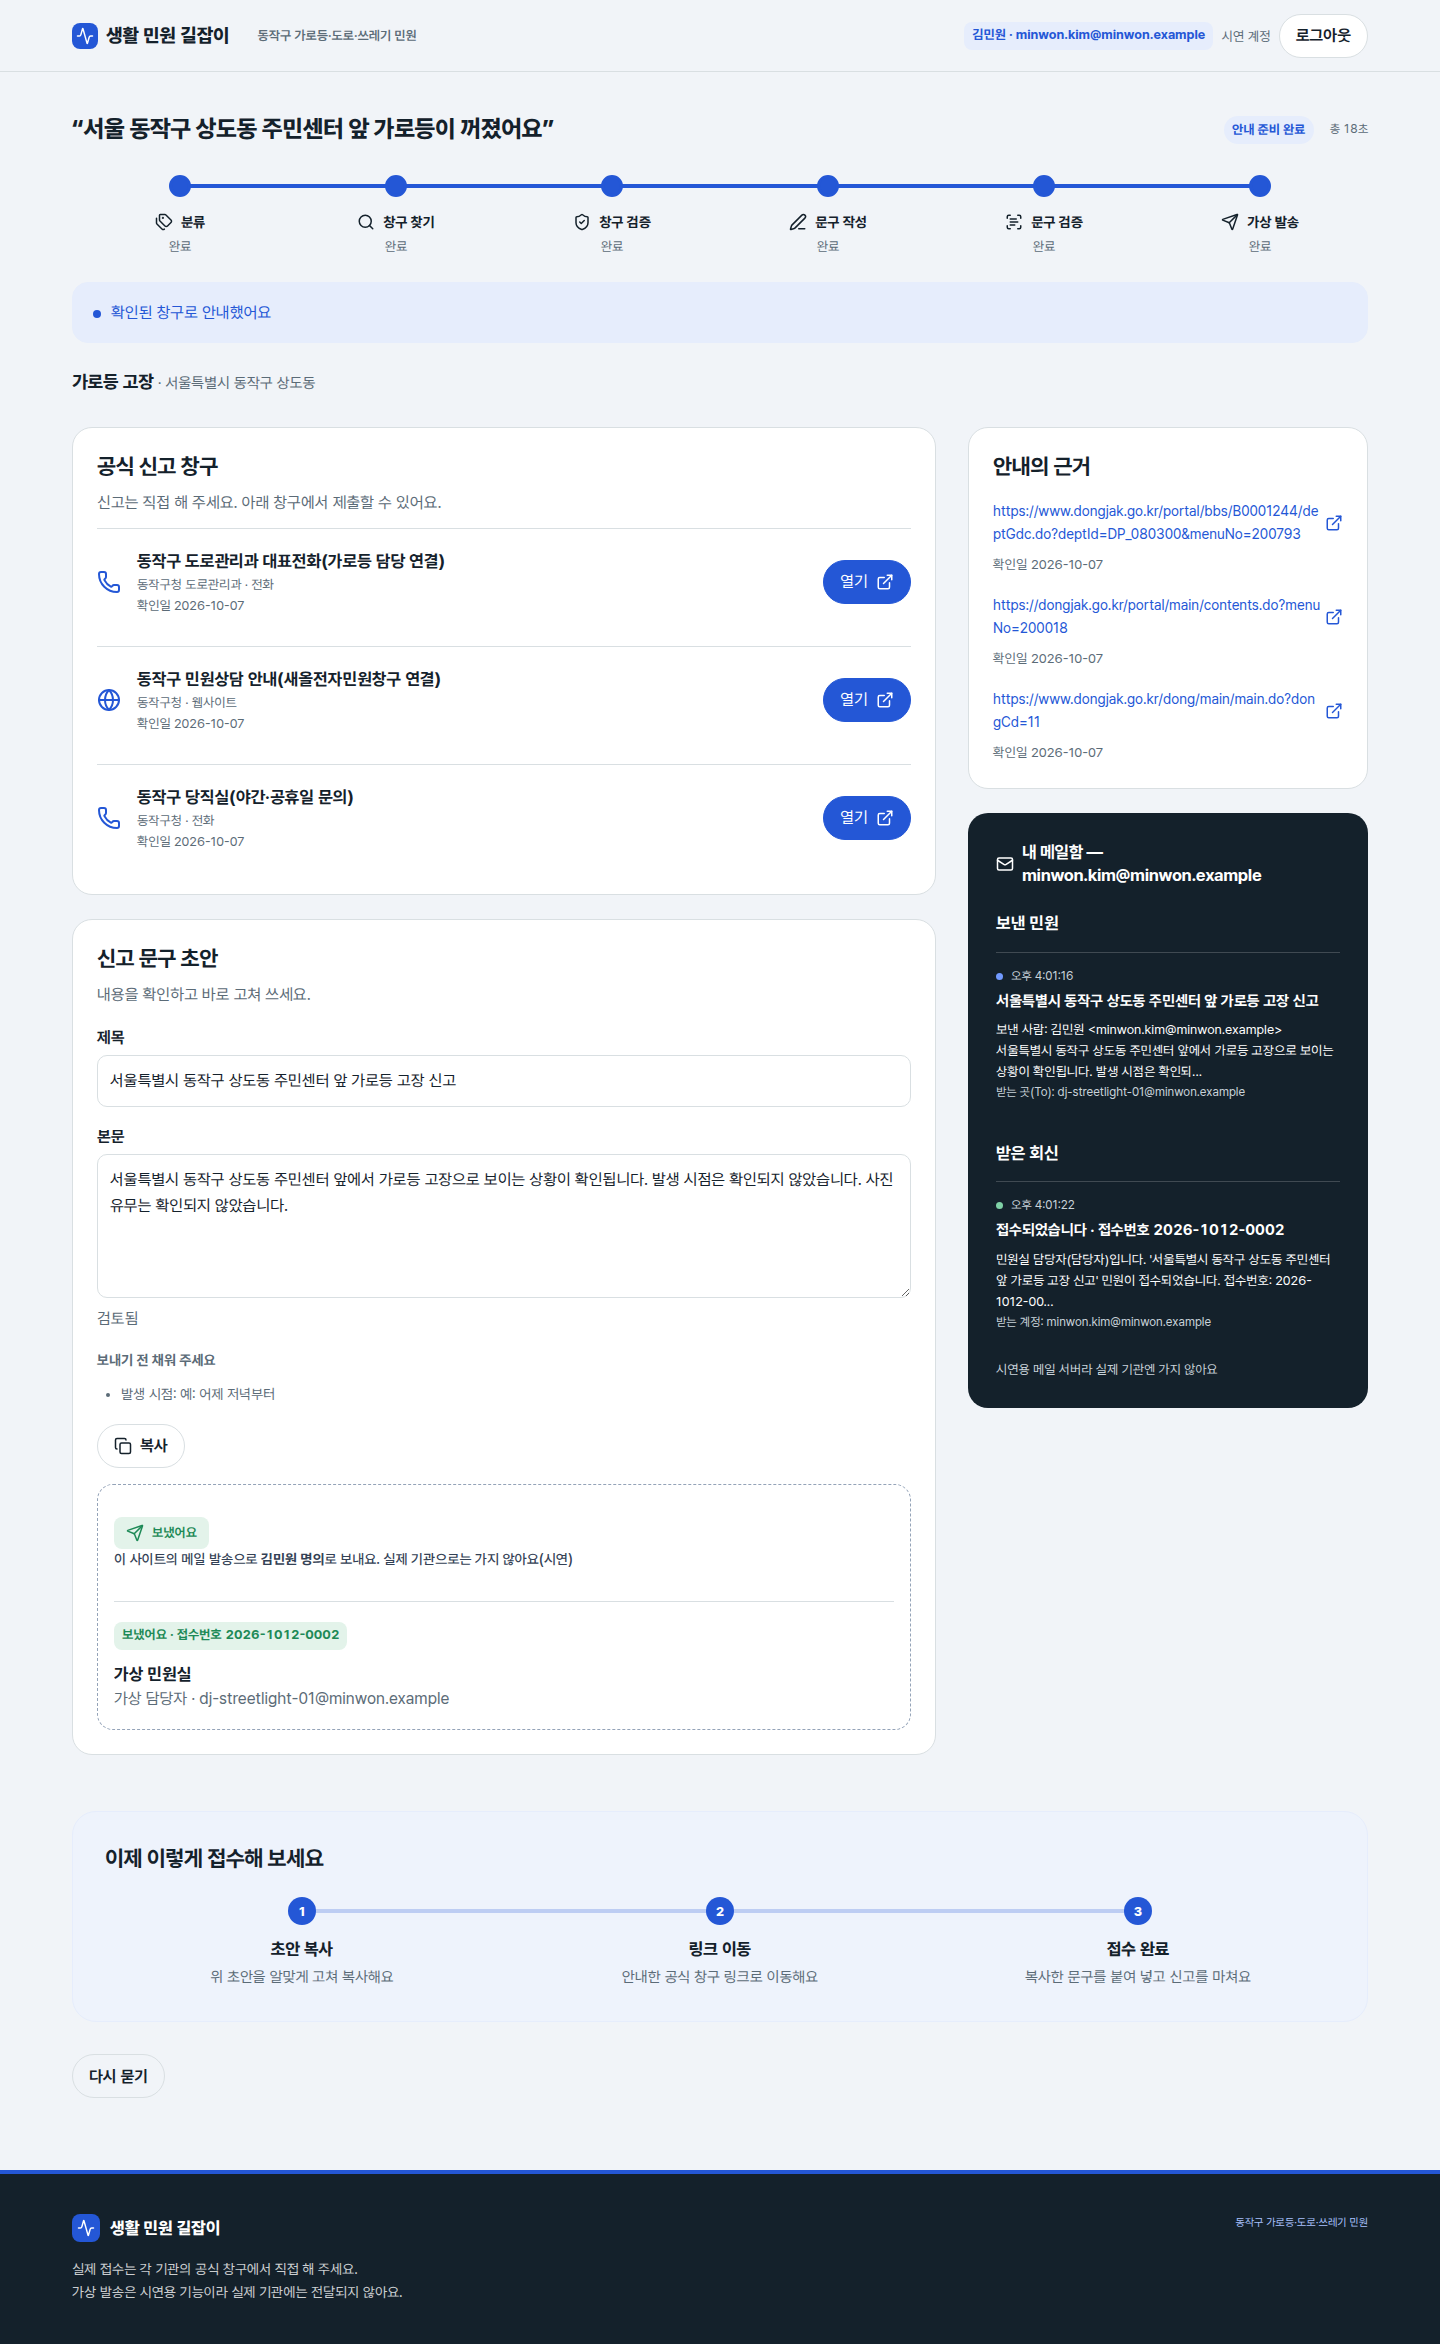 생활 민원 길잡이
동작구 가로등·도로·쓰레기 민원
김민원 · minwon.kim@minwon.example
시연 계정
로그아웃
“서울 동작구 상도동 주민센터 앞 가로등이 꺼졌어요”
안내 준비 완료
총 18초
분류
창구 찾기
창구 검증
문구 작성
문구 검증
가상 발송
완료
완료
완료
완료
완료
완료
확인된 창구로 안내했어요
가로등 고장 · 서울특별시 동작구 상도동
공식 신고 창구
신고는 직접 해 주세요. 아래 창구에서 제출할 수 있어요.
동작구 도로관리과 대표전화(가로등 담당 연결)
동작구청 도로관리과 · 전화
확인일 2026-10-07
열기
동작구 민원상담 안내(새올전자민원창구 연결)
동작구청 · 웹사이트
확인일 2026-10-07
열기
동작구 당직실(야간·공휴일 문의)
동작구청 · 전화
확인일 2026-10-07
열기
신고 문구 초안
내용을 확인하고 바로 고쳐 쓰세요.
제목
서울특별시 동작구 상도동 주민센터 앞 가로등 고장 신고
본문
서울특별시 동작구 상도동 주민센터 앞에서 가로등 고장으로 보이는 상황이 확인됩니다. 발생 시점은 확인되지 않았습니다. 사진
유무는 확인되지 않았습니다.
검토됨
보내기 전 채워 주세요
• 발생 시점: 예: 어제 저녁부터
복사
보냈어요
이 사이트의 메일 발송으로 김민원 명의로 보내요. 실제 기관으로는 가지 않아요(시연)
보냈어요 · 접수번호 2026-1012-0002
가상 민원실
가상 담당자 · dj-streetlight-01@minwon.example
안내의 근거
https://www.dongjak.go.kr/portal/bbs/B0001244/de
ptGdc.do?deptId=DP_080300&menuNo=200793
확인일 2026-10-07
https://dongjak.go.kr/portal/main/contents.do?menu
No=200018
확인일 2026-10-07
https://www.dongjak.go.kr/dong/main/main.do?don
gCd=11
확인일 2026-10-07
내 메일함 —
minwon.kim@minwon.example
보낸 민원
오후 4:01:16
서울특별시 동작구 상도동 주민센터 앞 가로등 고장 신고
보낸 사람: 김민원 <minwon.kim@minwon.example>
서울특별시 동작구 상도동 주민센터 앞에서 가로등 고장으로 보이는
상황이 확인됩니다. 발생 시점은 확인되...
받는 곳(To): dj-streetlight-01@minwon.example
받은 회신
오후 4:01:22
접수되었습니다 · 접수번호 2026-1012-0002
민원실 담당자(담당자)입니다. '서울특별시 동작구 상도동 주민센터
앞 가로등 고장 신고' 민원이 접수되었습니다. 접수번호: 2026-
1012-00...
받는 계정: minwon.kim@minwon.example
시연용 메일 서버라 실제 기관엔 가지 않아요
이제 이렇게 접수해 보세요
1
2
3
초안 복사
링크 이동
접수 완료
위 초안을 알맞게 고쳐 복사해요
안내한 공식 창구 링크로 이동해요
복사한 문구를 붙여 넣고 신고를 마쳐요
다시 묻기
생활 민원 길잡이
동작구 가로등·도로·쓰레기 민원
실제 접수는 각 기관의 공식 창구에서 직접 해 주세요.
가상 발송은 시연용 기능이라 실제 기관에는 전달되지 않아요.